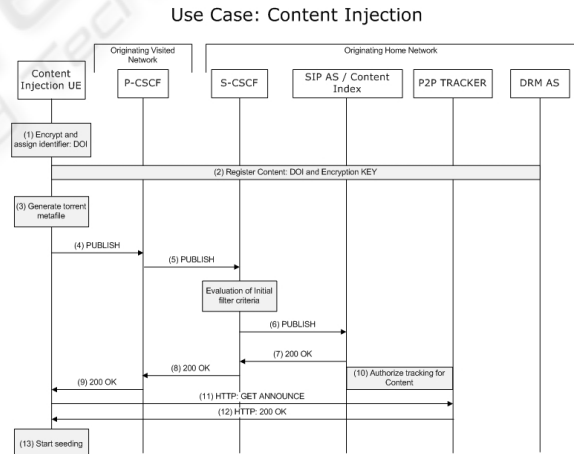 Use Case: Content Injection
Originating Visited
Network
Originating Home Network
Content
Injection UE
P-CSCF
S-CSCF
SIP AS / Content
Index
P2P TRACKER
DRM AS
(1) Encrypt and
assign identifier: DOI
(2) Register Content: DOI and Encryption KEY
(3) Generate torrent
metafile
(4) PUBLISH
(5) PUBLISH
Evaluation of Initial
filter criteria
(6) PUBLISH
(7) 200 OK
(8) 200 OK
(9) 200 OK
(10) Authorize tracking for
Content
(11) HTTP: GET ANNOUNCE
(12) HTTP: 200 OK
(13) Start seeding